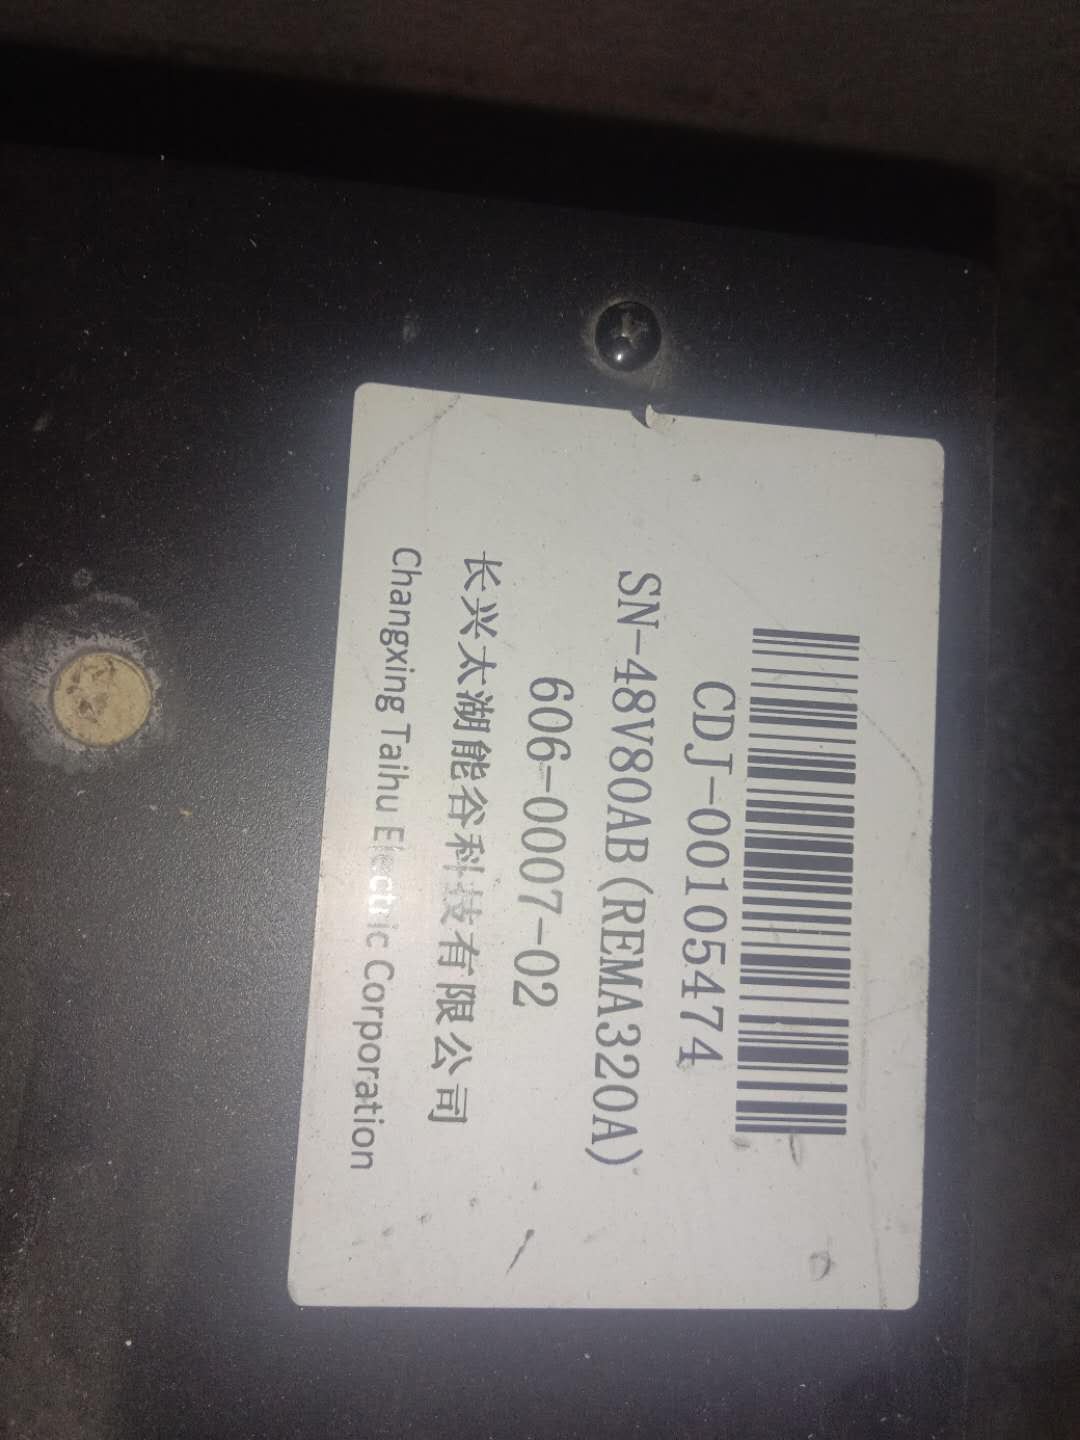 CDJ-00105474
SN-48V80AB(REMA320A)
606-0007-02
长兴太湖能谷科技有限公司
Changxing Taihu Electric Corporation